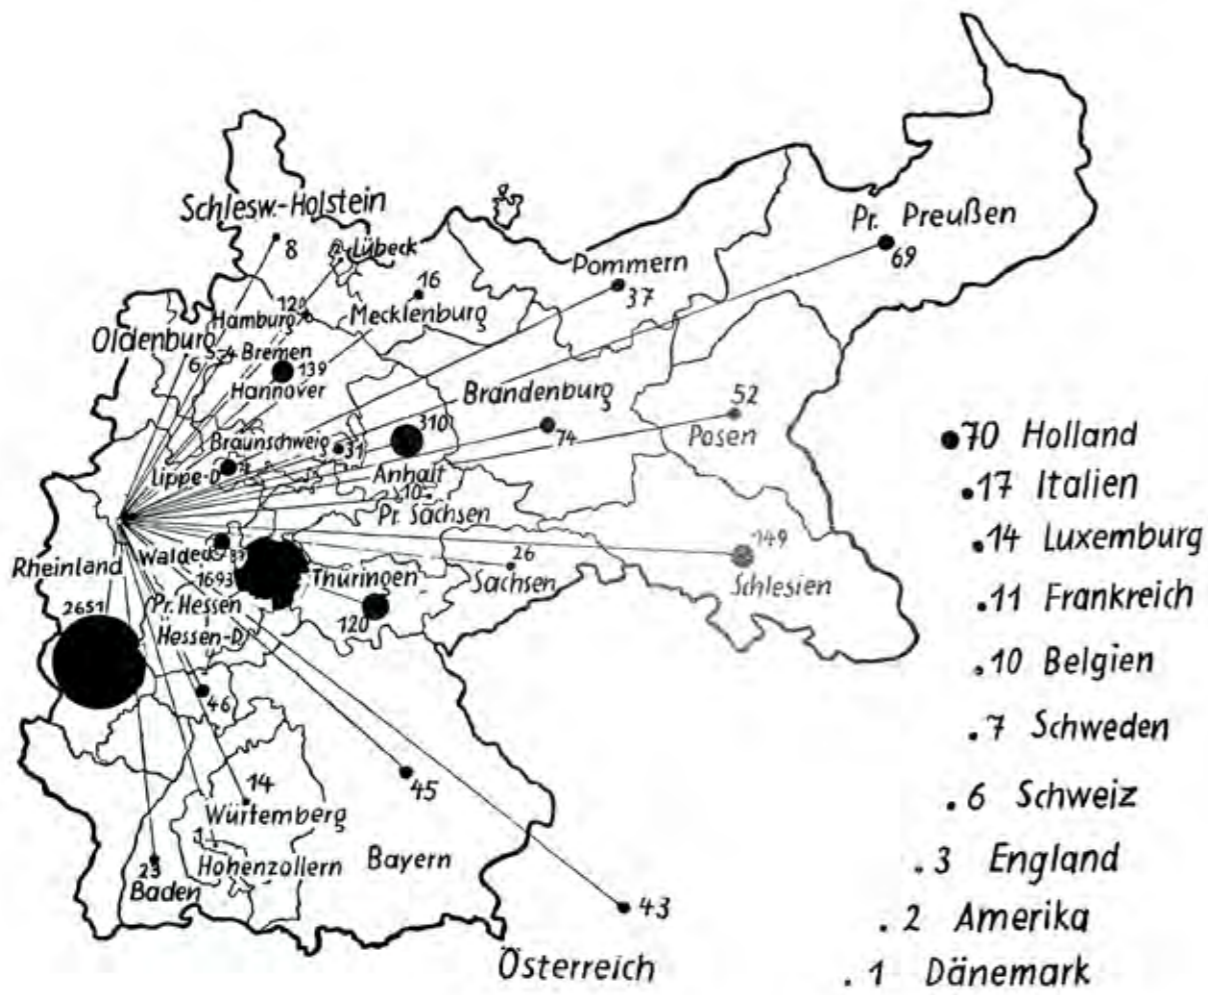 Schlesw.-Holstein
8
Lübeck
Pr. Preußen
69
Pommern
37
16
Mecklenburg
12
Hamburg
Oldenburg
6
Bremen
139
Hannover
Brandenburg
74
52
Posen
310
Anhalt
10
Braunschweig
31
Lippe-D
Pr. Sachsen
26
Sachsen
149
Schlesien
Waldeck
1693
Thüringen
120
Rheinland
2651
Pr. Hessen
Hessen-D
46
45
14
Würtemberg
1
Hohenzollern
23
Baden
Bayern
43
Österreich
70 Holland
17 Italien
14 Luxemburg
11 Frankreich
10 Belgien
7 Schweden
6 Schweiz
3 England
2 Amerika
1 Dänemark